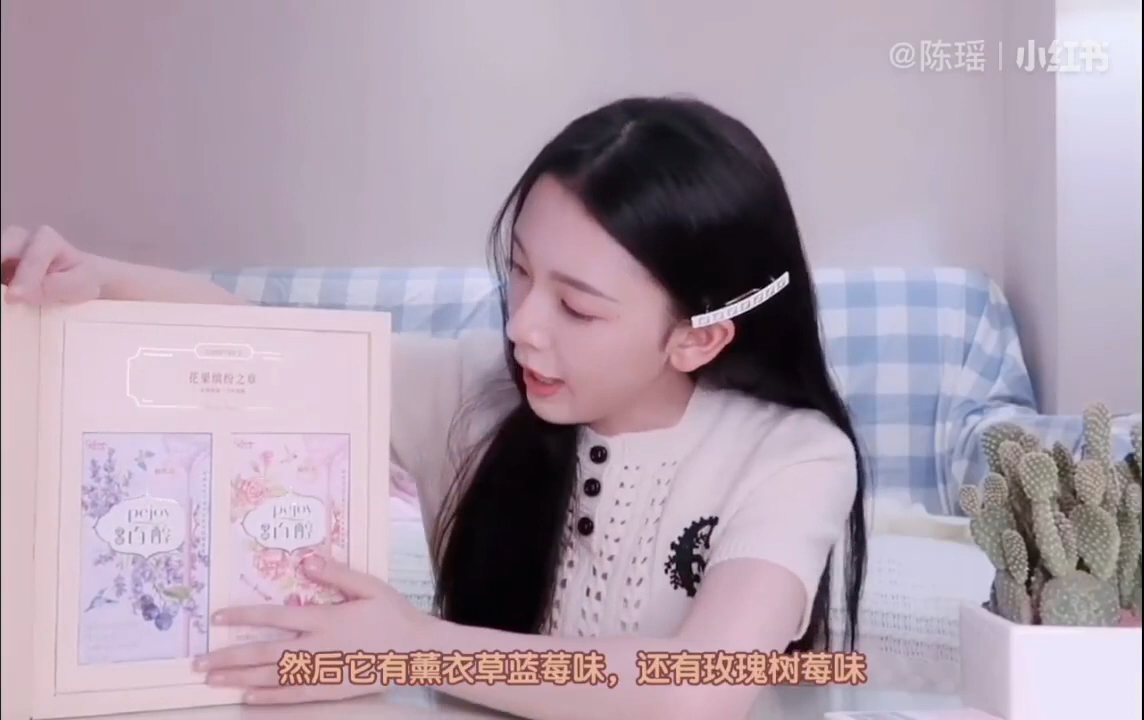 @陈瑶 | 小红书
花果缤纷之章
pejoy
百醇
pejoy
百醇
然后它有薰衣草蓝莓味，还有玫瑰树莓味